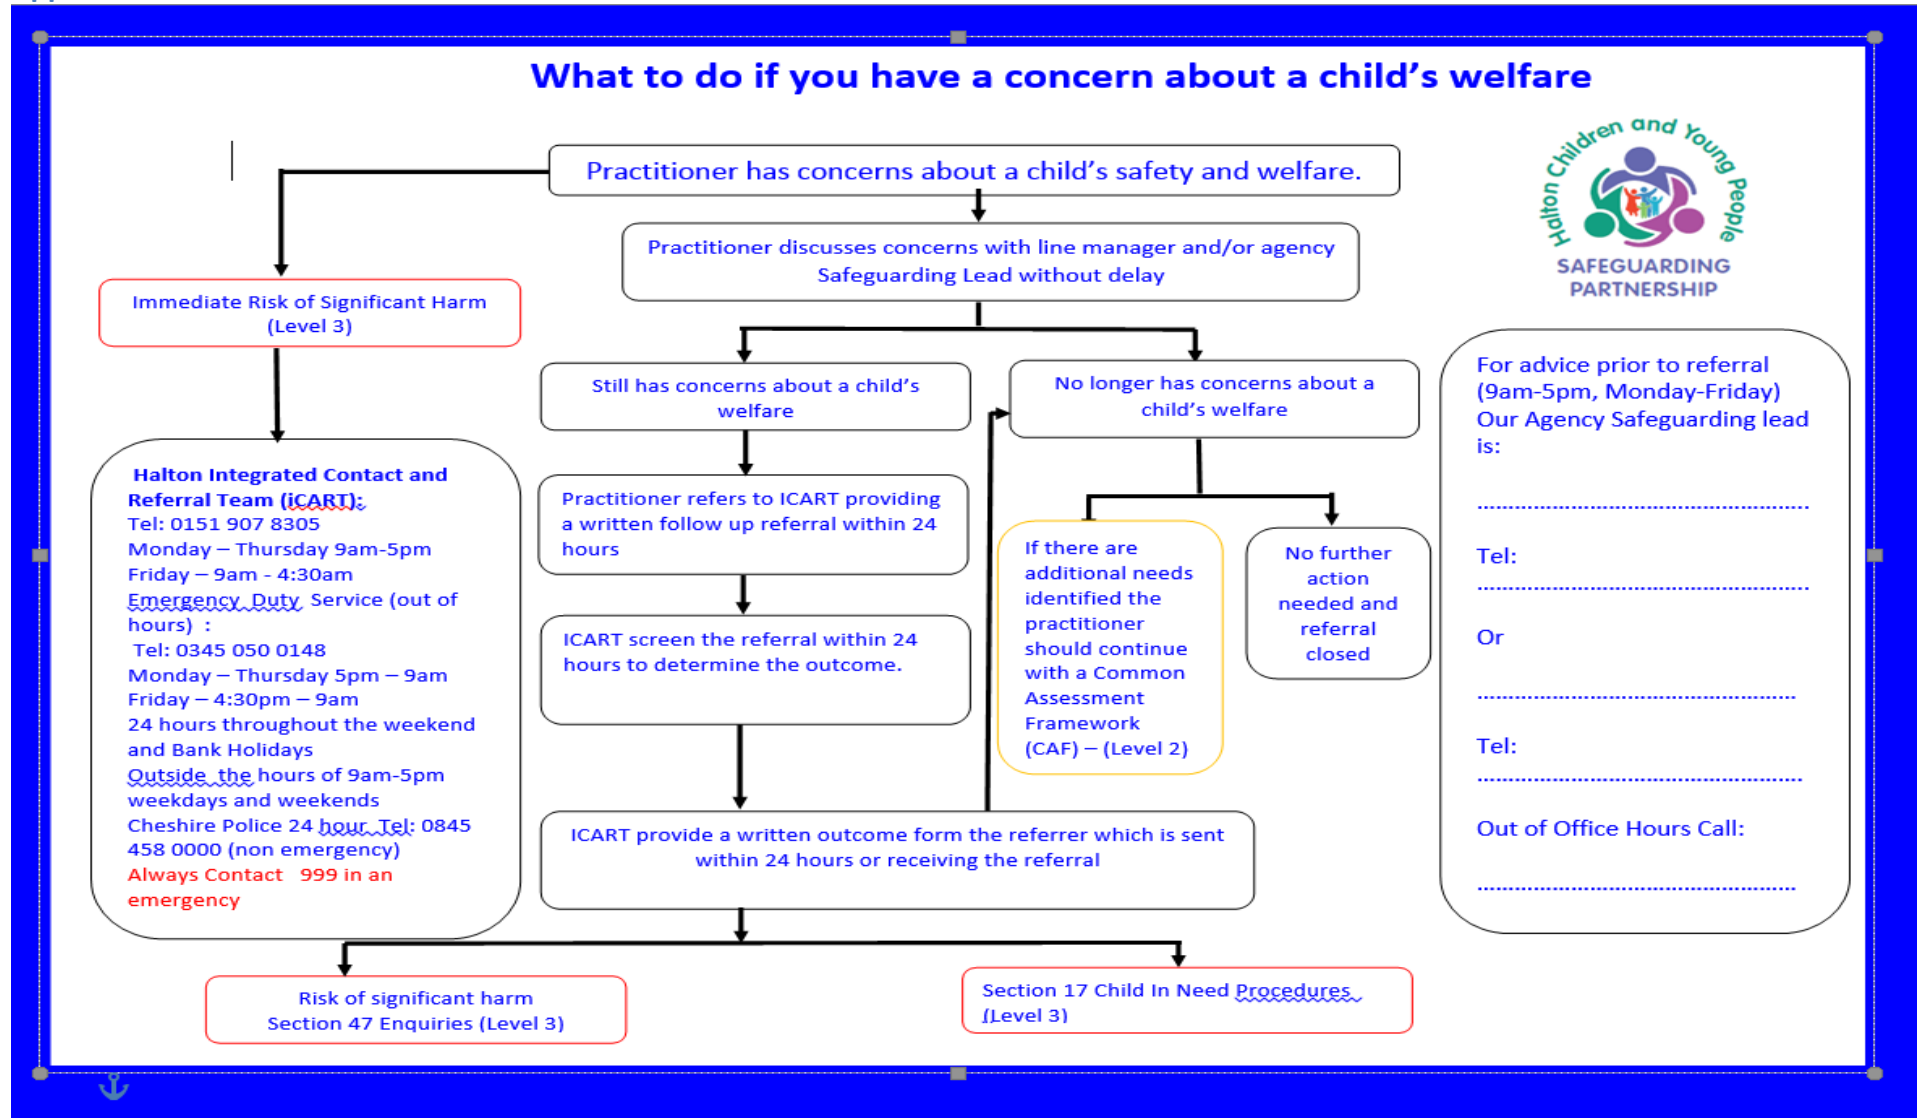 What to do if you have a concern about a child's welfare
Halton Children and Young People
SAFEGUARDING
PARTNERSHIP
Practitioner has concerns about a child's safety and welfare.
Practitioner discusses concerns with line manager and/or agency
Safeguarding Lead without delay
Immediate Risk of Significant Harm
(Level 3)
Still has concerns about a child's
welfare
No longer has concerns about a
child's welfare
For advice prior to referral
(9am-5pm, Monday-Friday)
Our Agency Safeguarding lead
is:
................................................
Tel:
................................................
Or
..............................................
Tel:
...............................................
Out of Office Hours Call:
..............................................
Halton Integrated Contact and
Referral Team (iCART):
Tel: 0151 907 8305
Monday – Thursday 9am-5pm
Friday – 9am - 4:30am
Emergency Duty Service (out of
hours) :
Tel: 0345 050 0148
Monday – Thursday 5pm – 9am
Friday – 4:30pm – 9am
24 hours throughout the weekend
and Bank Holidays
Outside the hours of 9am-5pm
weekdays and weekends
Cheshire Police 24 hour Tel: 0845
458 0000 (non emergency)
Always Contact 999 in an
emergency
Practitioner refers to ICART providing
a written follow up referral within 24
hours
ICART screen the referral within 24
hours to determine the outcome.
If there are
additional needs
identified the
practitioner
should continue
with a Common
Assessment
Framework
(CAF) – (Level 2)
No further
action
needed and
referral
closed
ICART provide a written outcome form the referrer which is sent
within 24 hours or receiving the referral
Risk of significant harm
Section 47 Enquiries (Level 3)
Section 17 Child In Need Procedures
(Level 3)